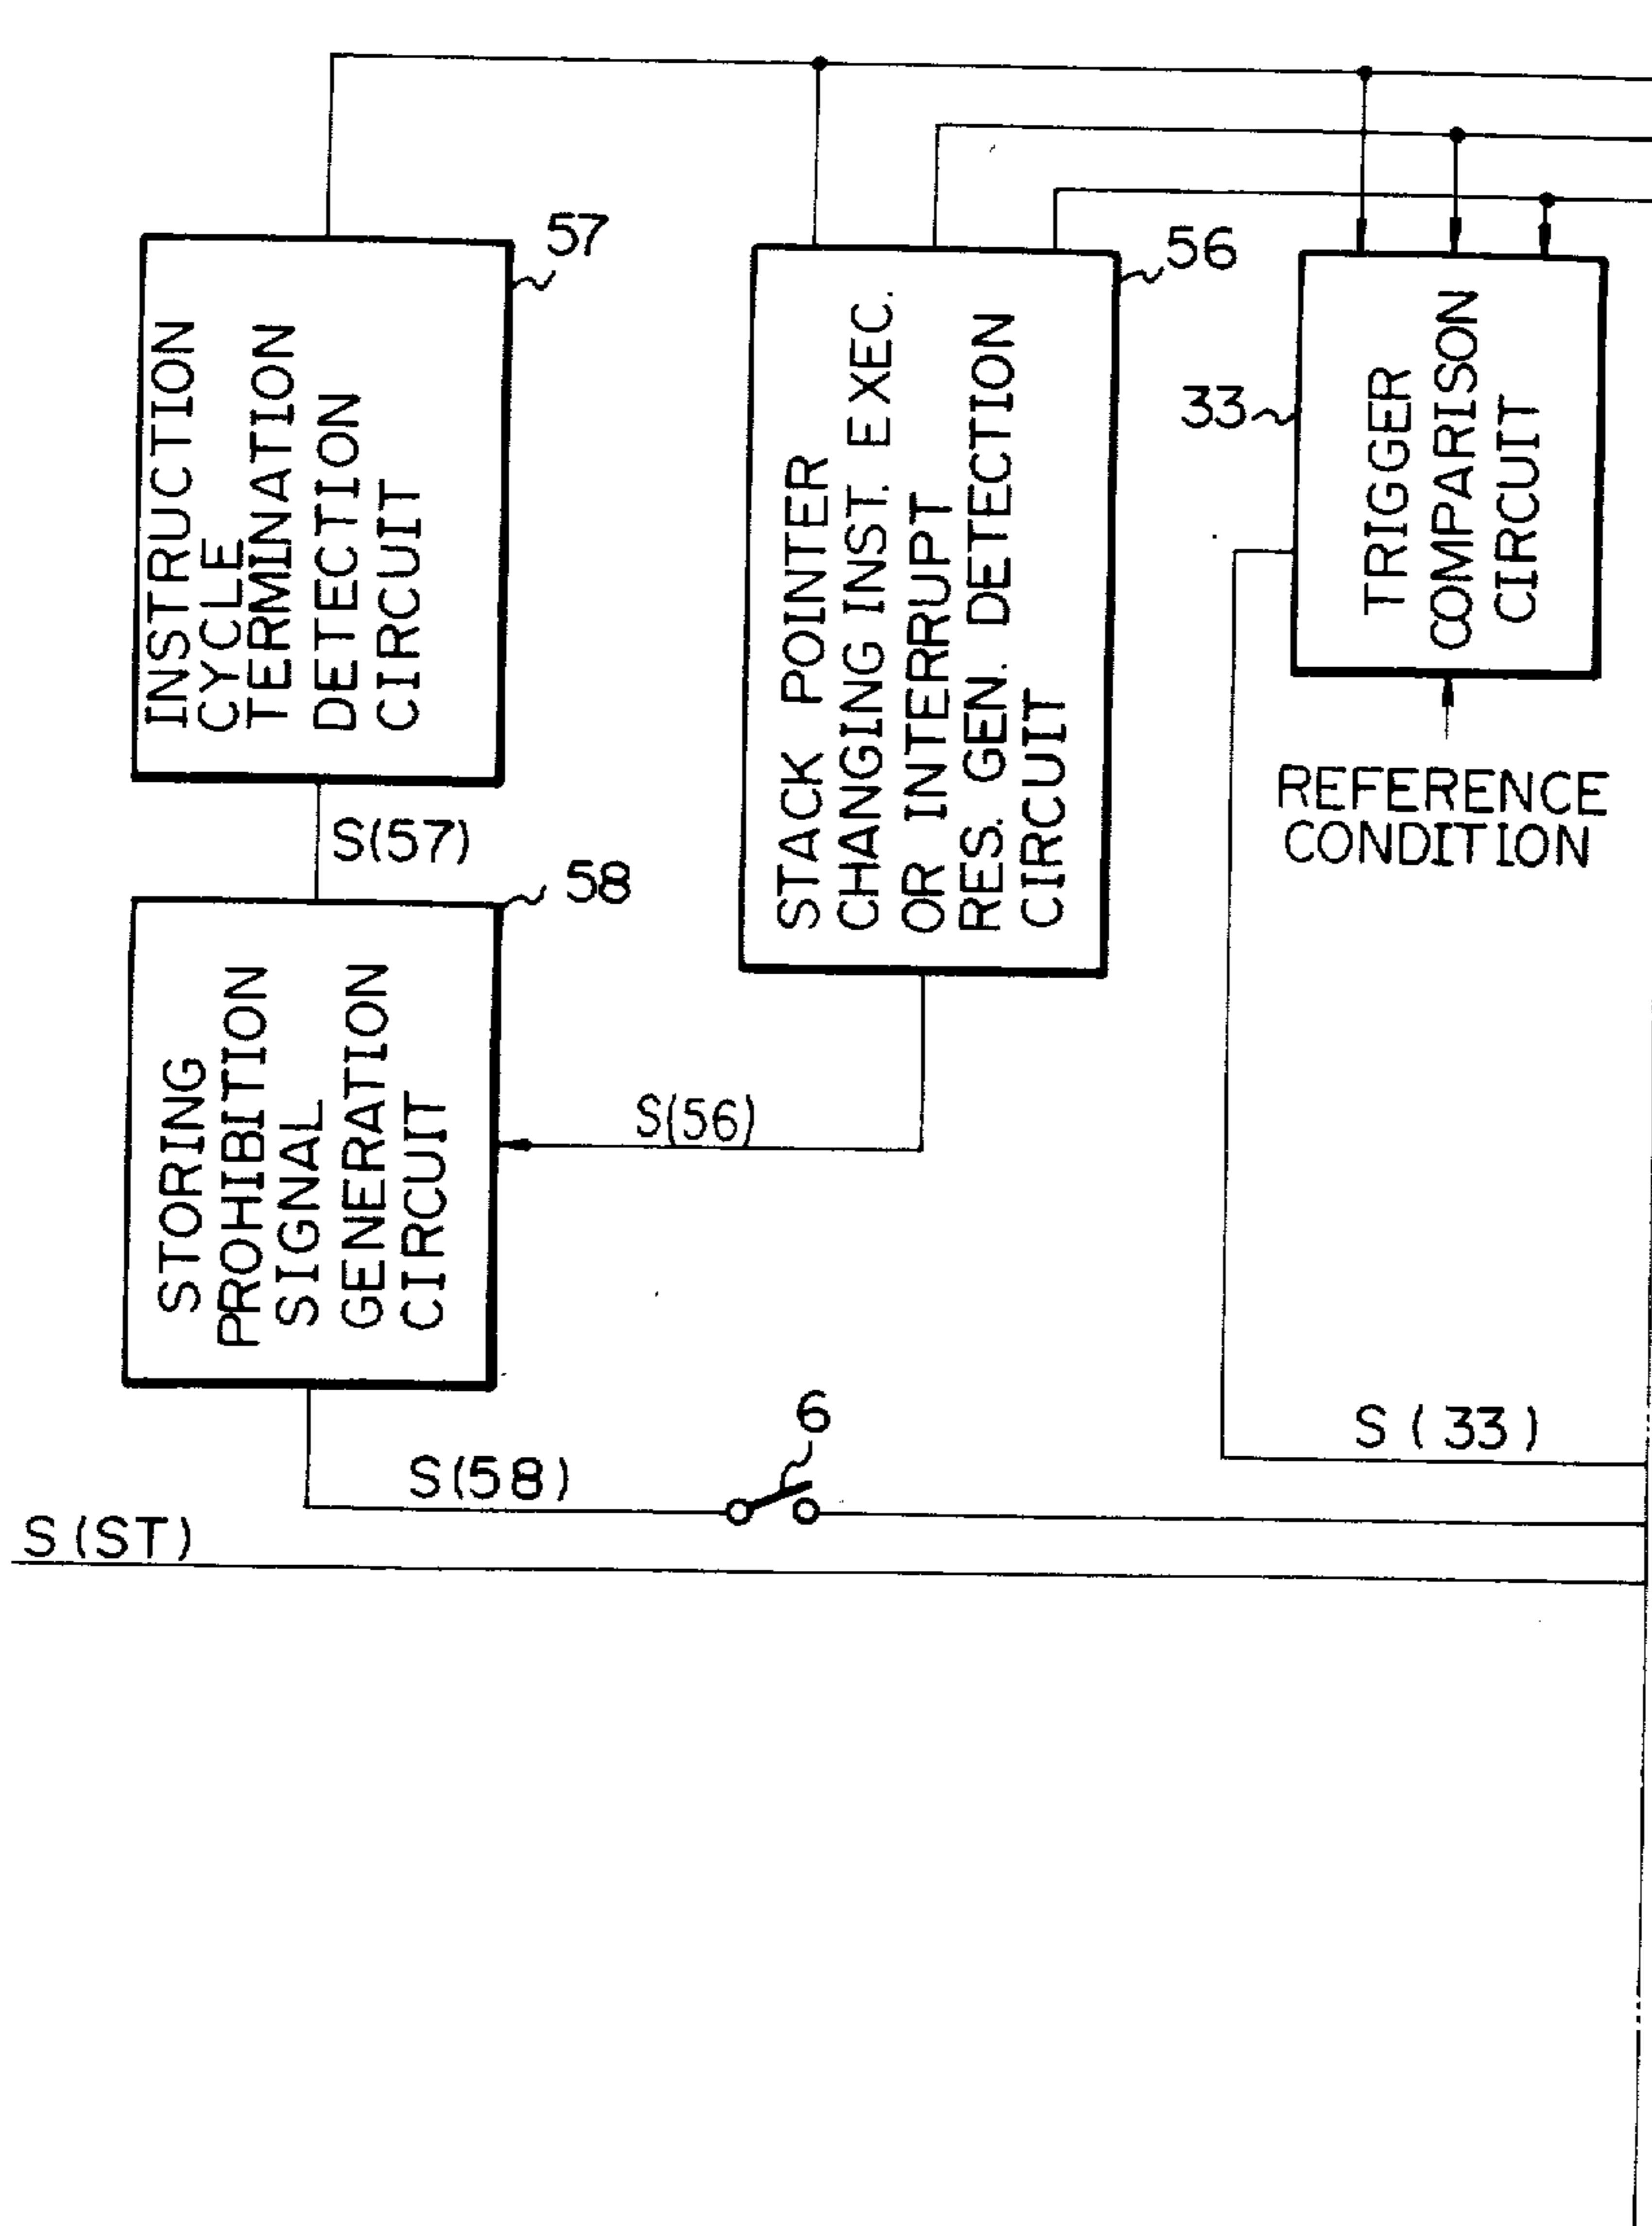 57
INSTRUCTION
CYCLE
TERMINATION
DETECTION
CIRCUIT
56
STACK POINTER
CHANGING INST. EXEC.
OR INTERRUPT
RES. GEN. DETECTION
CIRCUIT
33
TRIGGER
COMPARISON
CIRCUIT
REFERENCE
CONDITION
S(57)
58
STORING
PROHIBITION
SIGNAL
GENERATION
CIRCUIT
S(56)
6
S(33)
S(58)
S(ST)